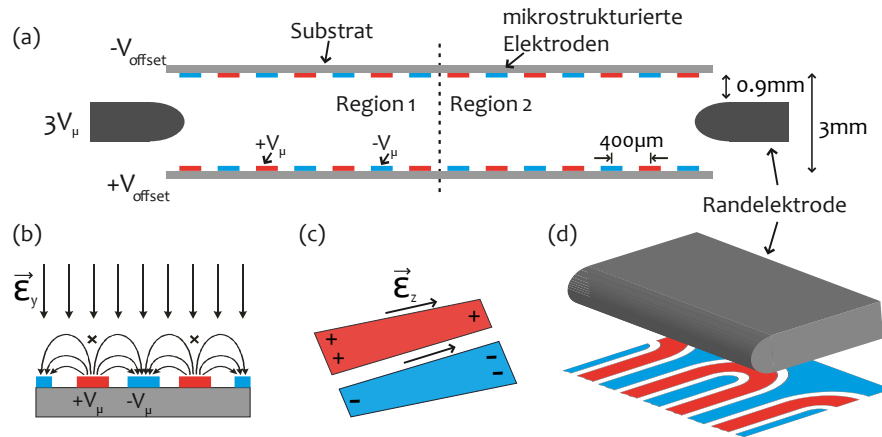 (a)
-V_offset
Substrat
mikrostrukturierte
Elektroden
3V_μ
Region 1
Region 2
0.9mm
3mm
+V_μ
-V_μ
400μm
+V_offset
Randelektrode
(b)
ε⃗_y
+V_μ
-V_μ
(c)
ε⃗_z
+
+
+
-
-
-
(d)